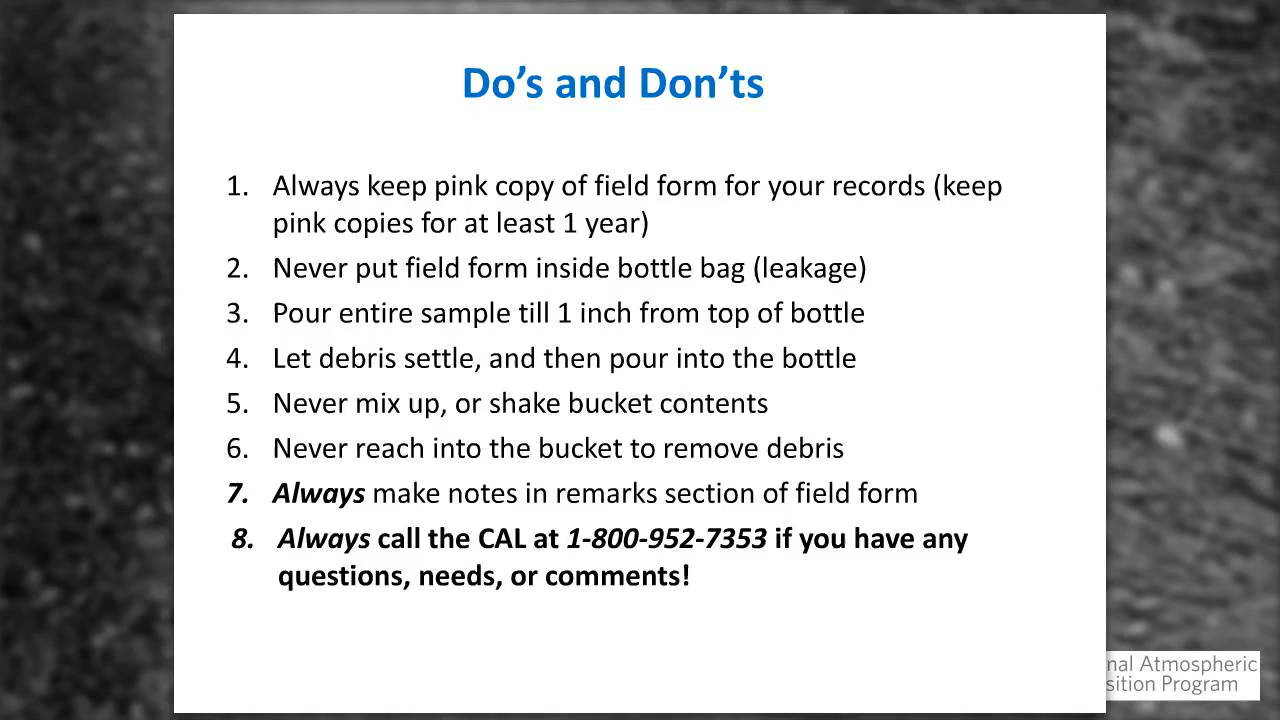 Do's and Don'ts
1. Always keep pink copy of field form for your records (keep
pink copies for at least 1 year)
2. Never put field form inside bottle bag (leakage)
3. Pour entire sample till 1 inch from top of bottle
4. Let debris settle, and then pour into the bottle
5. Never mix up, or shake bucket contents
6. Never reach into the bucket to remove debris
7. Always make notes in remarks section of field form
8. Always call the CAL at 1-800-952-7353 if you have any
questions, needs, or comments!
nal Atmospheric
sition Program